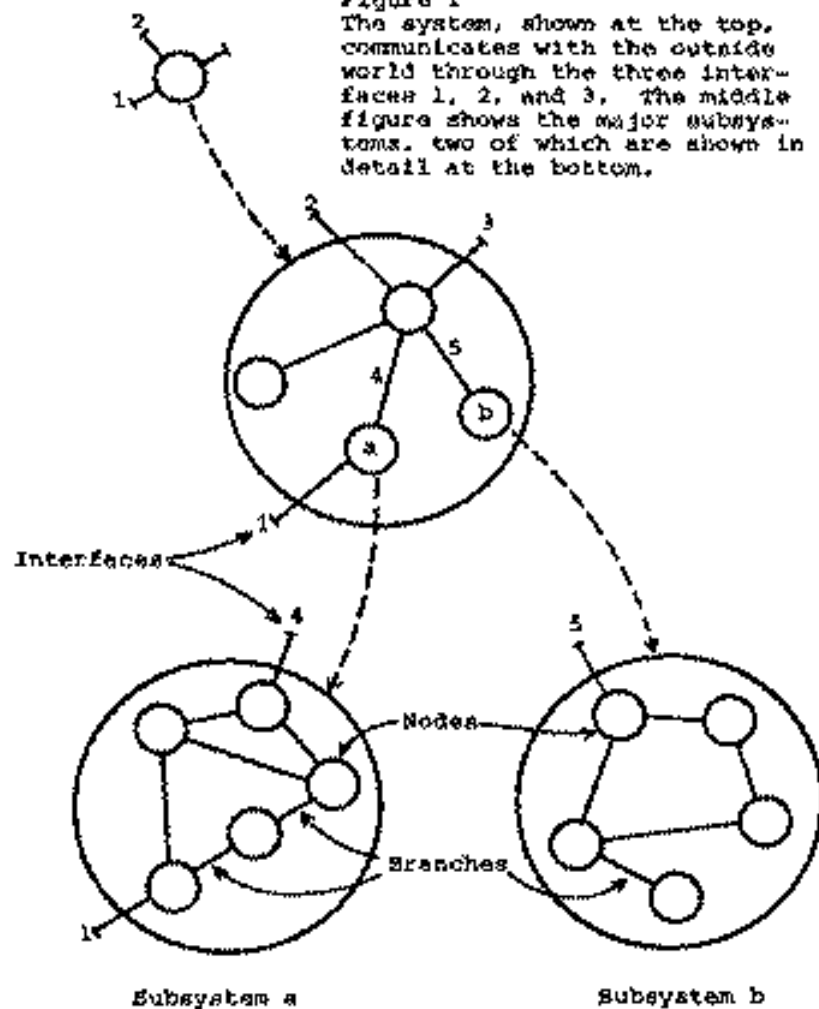 Figure 1
The system, shown at the top,
communicates with the outside
world through the three inter-
faces 1, 2, and 3. The middle
figure shows the major subsys-
tems, two of which are shown in
detail at the bottom.
2
1
2
3
5
4
b
a
1
Interfaces
4
5
Nodes
Branches
1
Subsystem a
Subsystem b